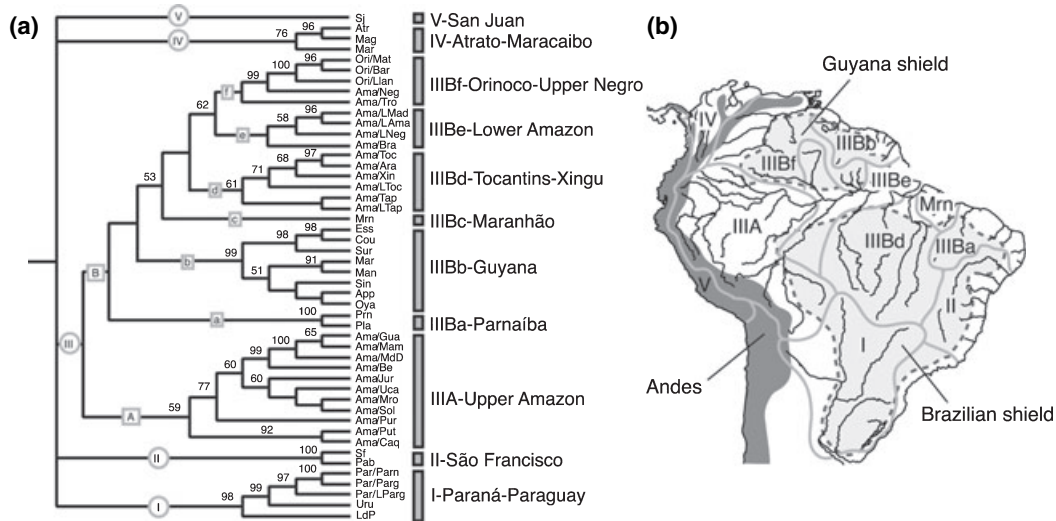 (a)
V
Sj
V-San Juan
IV
76
96
Atr
Mag
Mar
IV-Atrato-Maracaibo
62
f
99
100
96
Ori/Mat
Ori/Bar
Ori/Llan
Ama/Neg
Ama/Tro
IIIBf-Orinoco-Upper Negro
e
58
96
Ama/LMad
Ama/LAma
Ama/LNeg
Ama/Bra
IIIBe-Lower Amazon
53
d
61
71
68
97
Ama/Toc
Ama/Ara
Ama/Xin
Ama/LToc
Ama/Tap
Ama/LTap
IIIBd-Tocantins-Xingu
c
Mrn
IIIBc-Maranhão
B
b
99
98
98
51
91
Ess
Cou
Sur
Mar
Man
Sin
App
Oya
IIIBb-Guyana
a
100
Prn
Pla
IIIBa-Parnaíba
III
A
59
77
60
99
100
65
60
92
Ama/Gua
Ama/Mam
Ama/MdD
Ama/Be
Ama/Jur
Ama/Uca
Ama/Mro
Ama/Sol
Ama/Pur
Ama/Put
Ama/Caq
IIIA-Upper Amazon
II
100
Sf
Pab
II-São Francisco
I
98
99
97
100
Par/Parn
Par/Parg
Par/LParg
Uru
LdP
I-Paraná-Paraguay
(b)
Guyana shield
IV
IIIBb
IIIBf
IIIBe
Mrn
IIIA
IIIBd
IIIBa
V
II
I
Andes
Brazilian shield